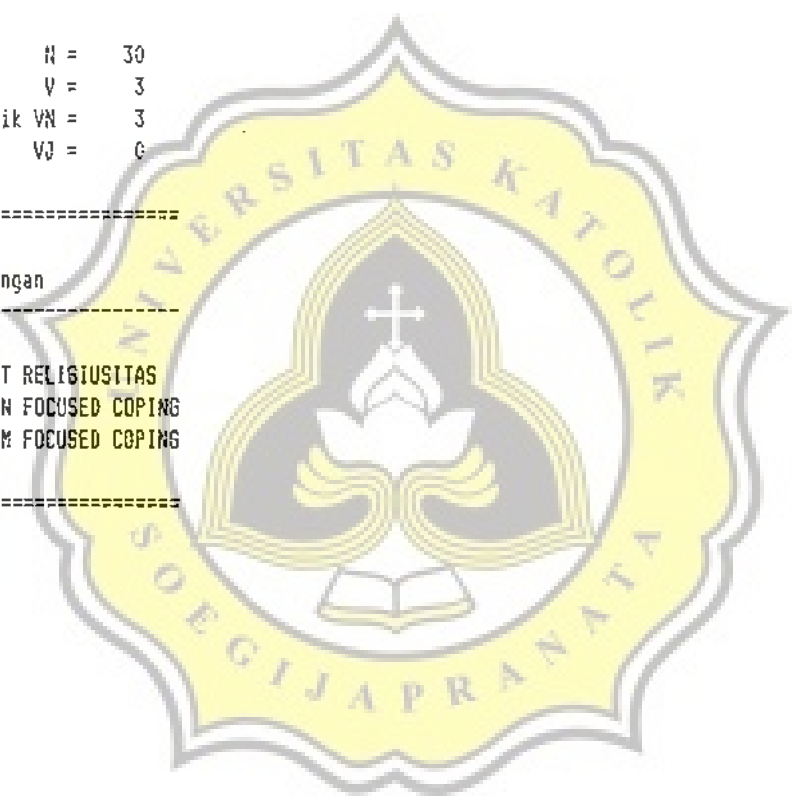 N = 30
V = 3
ik VN = 3
VJ = 0
================
ngan
----------------
T RELIGIUSITAS
N FOCUSED COPING
M FOCUSED COPING
================
UNIVERSITAS KATOLIK
SOEGIJAPRANATA